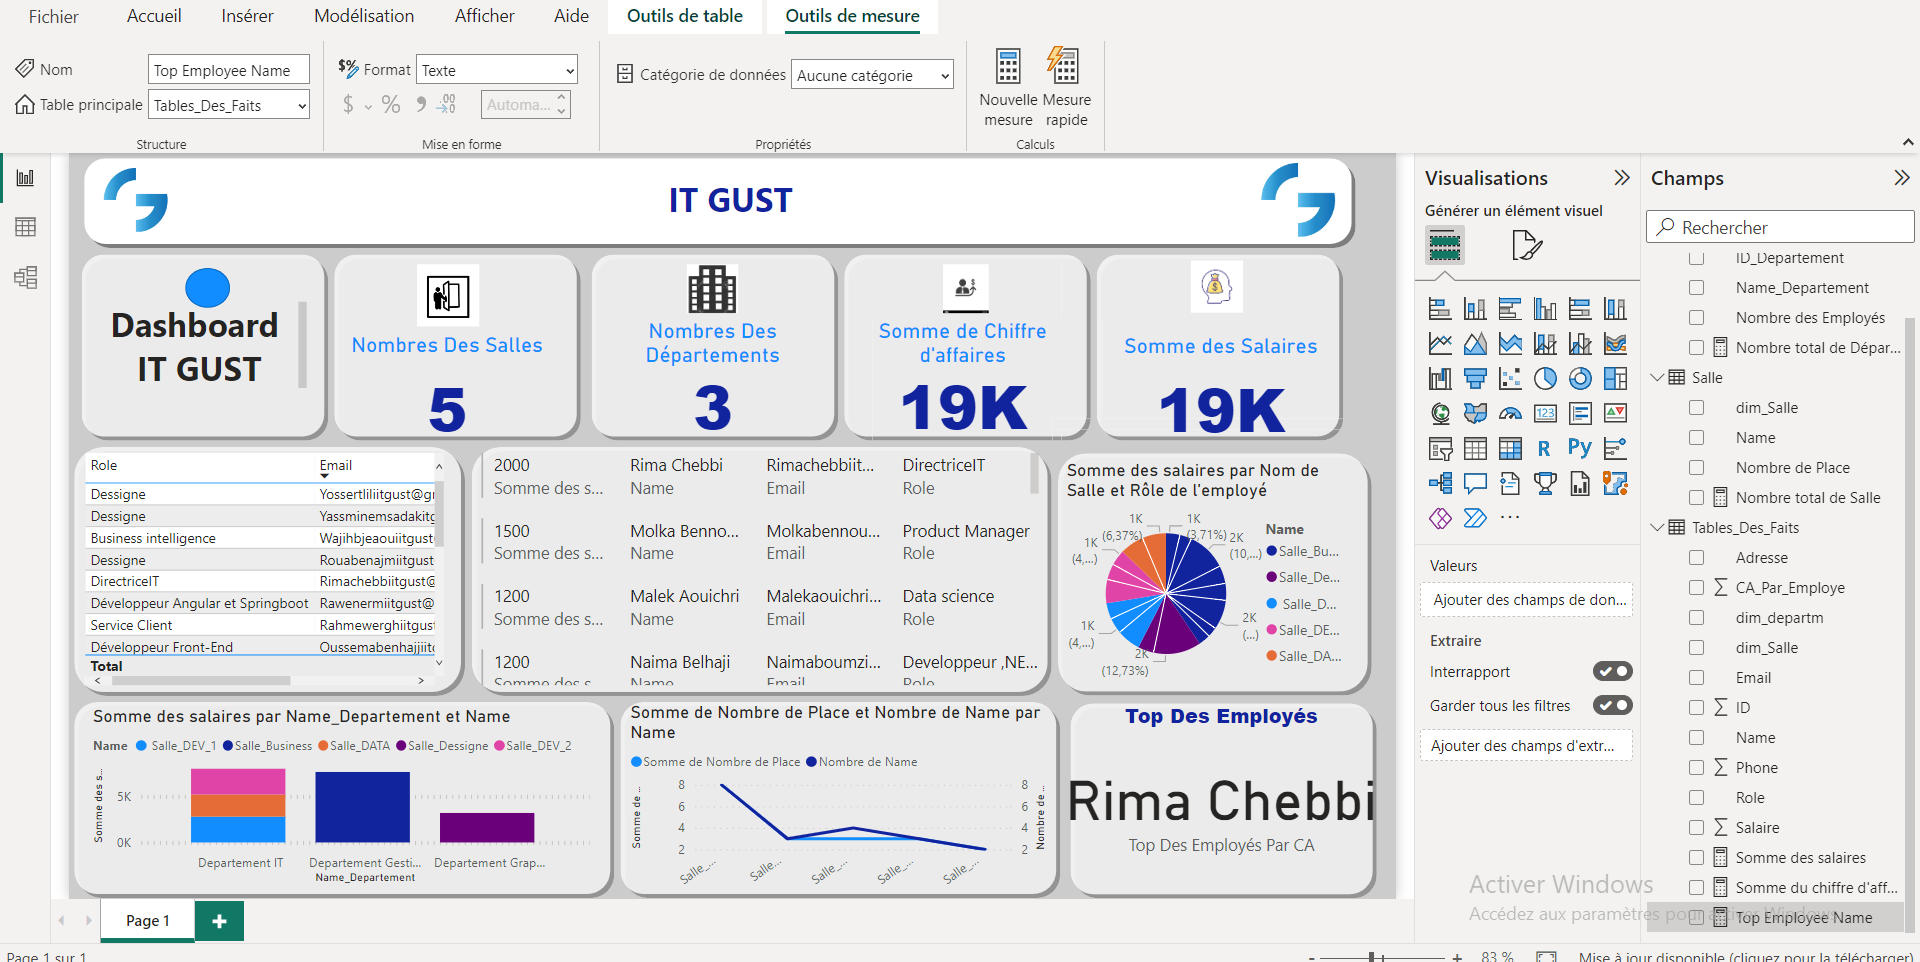 Fichier Accueil Insérer Modélisation Afficher Aide Outils de table Outils de mesure
Nom Top Employee Name
Table principale Tables_Des_Faits
Structure
Format Texte
$ % Automa...
Mise en forme
Catégorie de données Aucune catégorie
Propriétés
Nouvelle mesure
Mesure rapide
Calculs
IT GUST
Dashboard
IT GUST
Nombres Des Salles
5
Nombres Des
Départements
3
Somme de Chiffre
d'affaires
19K
Somme des Salaires
19K
Role Email
Dessigne Yossertliliitgust@gr
Dessigne Yassminemsadakitg
Business intelligence Wajihbjeaouiitgust
Dessigne Rouabenajmiitgust
DirectriceIT Rimachebbiitgust@
Développeur Angular et Springboot Rawenermiitgust@
Service Client Rahmewerghiitgust
Développeur Front-End Oussemabenhajjiit
Total
2000 Rima Chebbi Rimachebbiit... DirectriceIT
Somme des s... Name Email Role
1500 Molka Benno... Molkabennou... Product Manager
Somme des s... Name Email Role
1200 Malek Aouichri Malekaouichri... Data science
Somme des s... Name Email Role
1200 Naima Belhaji Naimaboumzi... Developpeur ,NE...
Somme des s Name Email Role
Somme des salaires par Nom de
Salle et Rôle de l'employé
1K
(6,37%)
1K
(3,71%)
2K
(10,...)
1K
(4,...)
2K
(...)
1K
(4,...)
2K
(12,73%)
Name
Salle_Bu...
Salle_De...
Salle_D...
Salle_DE...
Salle_DA...
Somme des salaires par Name_Departement et Name
Name Salle_DEV_1 Salle_Business Salle_DATA Salle_Dessigne Salle_DEV_2
Somme des s...
5K
0K
Departement IT Departement Gesti... Departement Grap...
Name_Departement
Somme de Nombre de Place et Nombre de Name par
Name
Somme de Nombre de Place Nombre de Name
Somme de ...
Nombre de ...
8 8
6 6
4 4
2 2
Salle_... Salle_... Salle_... Salle_... Salle_...
Top Des Employés
Rima Chebbi
Top Des Employés Par CA
Visualisations
Générer un élément visuel
123
R Py
...
Valeurs
Ajouter des champs de don...
Extraire
Interrapport
Garder tous les filtres
Ajouter des champs d'extr...
Champs
Rechercher
ID_Departement
Name_Departement
Nombre des Employés
Nombre total de Dépar...
Salle
dim_Salle
Name
Nombre de Place
Nombre total de Salle
Tables_Des_Faits
Adresse
CA_Par_Employe
dim_departm
dim_Salle
Email
ID
Name
Phone
Role
Salaire
Somme des salaires
Somme du chiffre d'aff...
Top Employee Name
Activer Windows
Accédez aux paramètres pour activer Windows.
Page 1
+
Page 1 sur 1
- + 83 %
Mise à jour disponible (cliquez pour la télécharger)